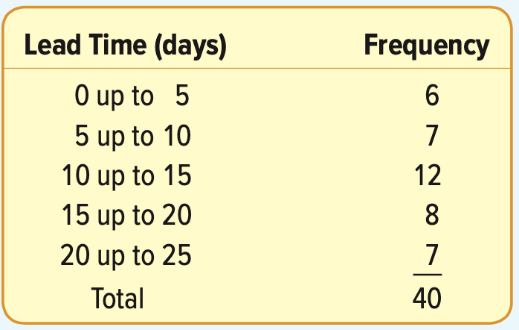 Lead Time (days) Frequency
0 up to 5 6
5 up to 10 7
10 up to 15 12
15 up to 20 8
20 up to 25 7
Total 40